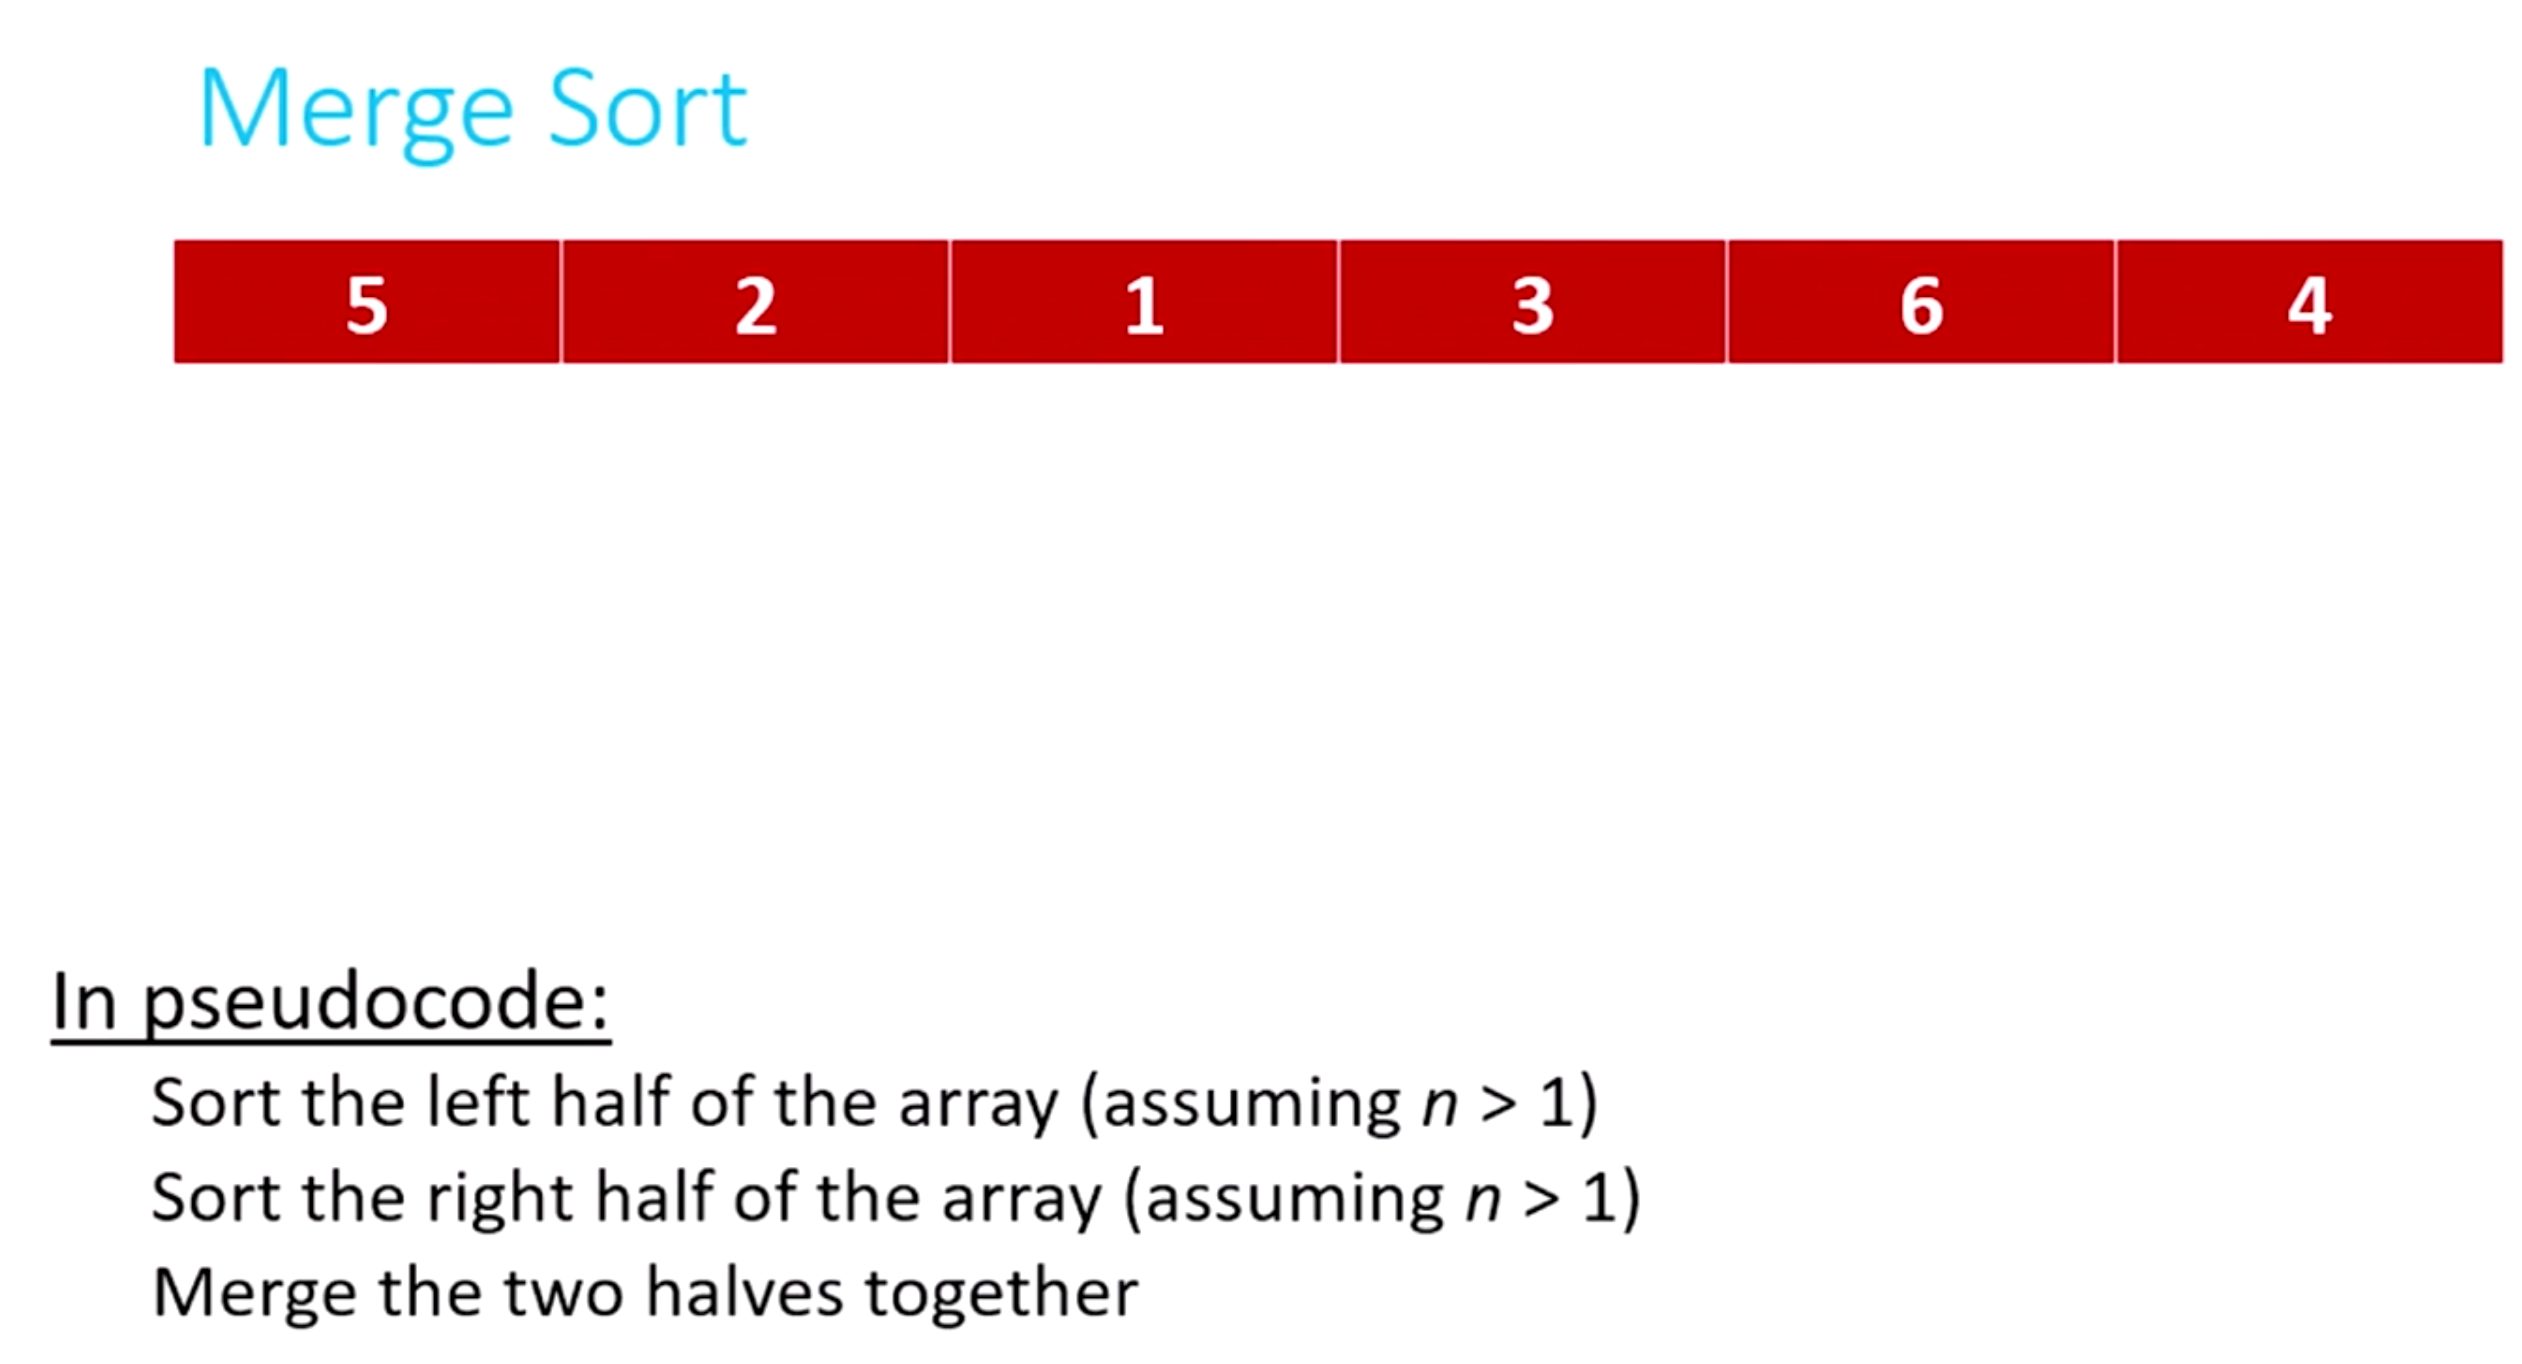 Merge Sort
5 2 1 3 6 4
In pseudocode:
Sort the left half of the array (assuming n > 1)
Sort the right half of the array (assuming n > 1)
Merge the two halves together